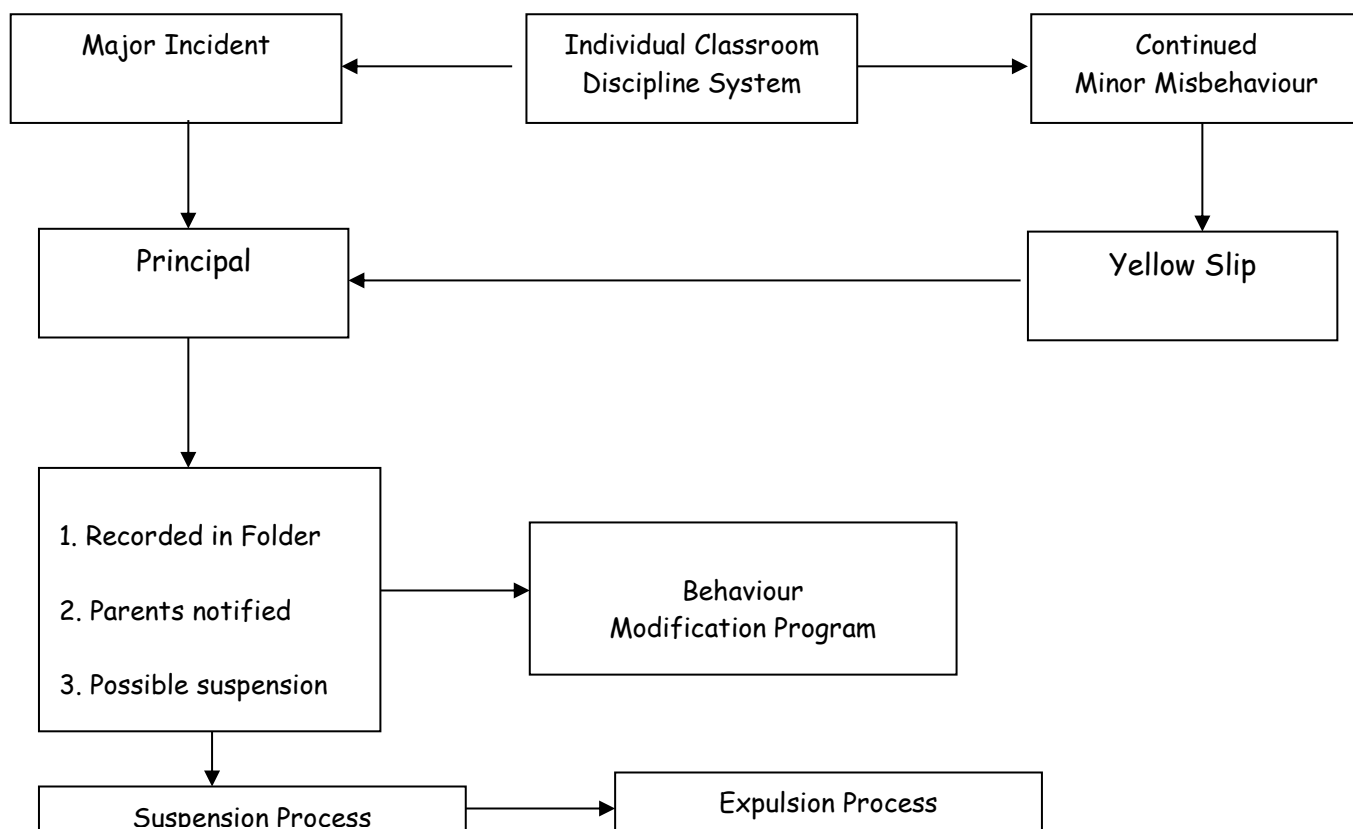 Major Incident
Individual Classroom
Discipline System
Continued
Minor Misbehaviour
Principal
Yellow Slip
1. Recorded in Folder
2. Parents notified
3. Possible suspension
Behaviour
Modification Program
Suspension Process
Expulsion Process